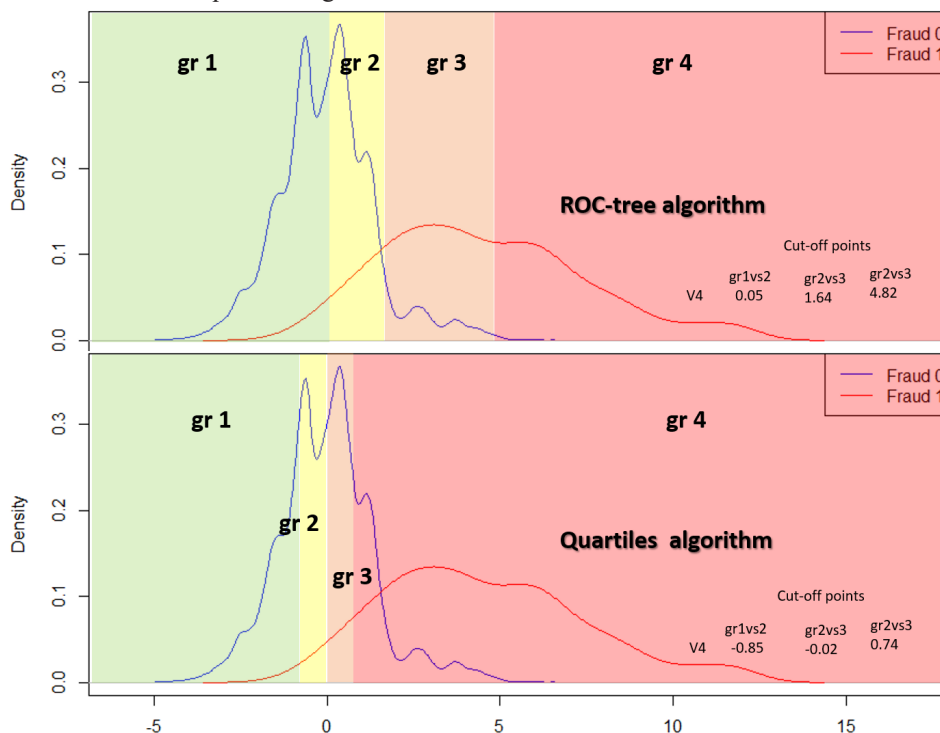 gr 1
gr 2
gr 3
gr 4
Fraud 0
Fraud 1
0.3
0.2
0.1
0.0
Density
ROC-tree algorithm
Cut-off points
gr1vs2 gr2vs3 gr2vs3
V4 0.05 1.64 4.82
gr 1
gr 2
gr 3
gr 4
Fraud 0
Fraud 1
0.3
0.2
0.1
0.0
Density
Quartiles algorithm
Cut-off points
gr1vs2 gr2vs3 gr2vs3
V4 -0.85 -0.02 0.74
-5 0 5 10 15